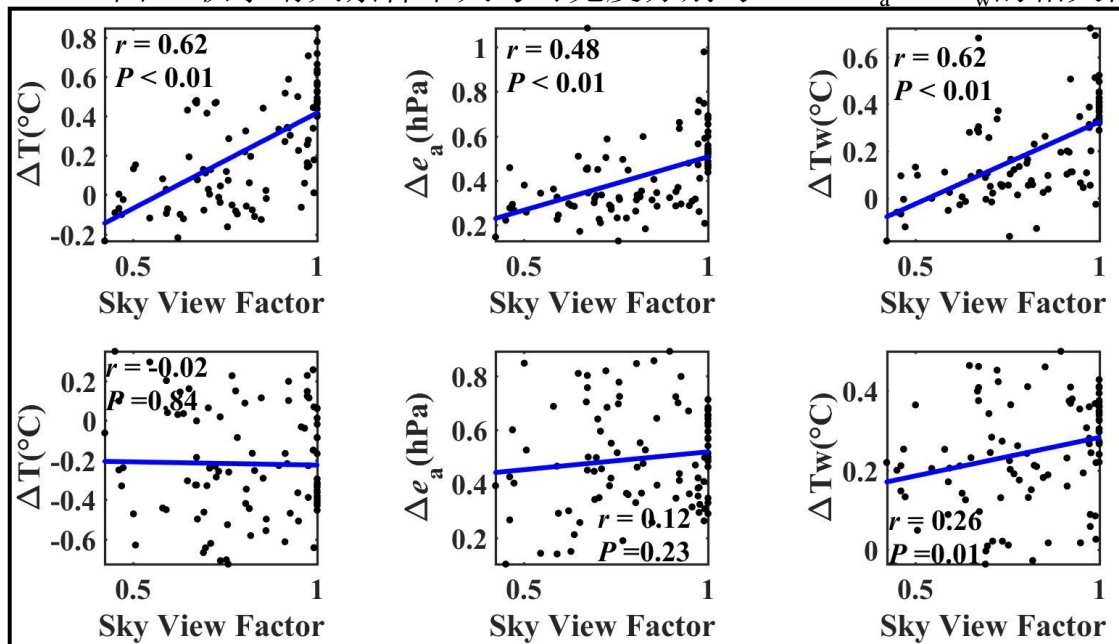 r = 0.62
P < 0.01
0.8
0.6
0.4
0.2
0
-0.2
ΔT(°C)
0.5
1
Sky View Factor
r = 0.48
P < 0.01
1
0.8
0.6
0.4
0.2
Δeₐ(hPa)
0.5
1
Sky View Factor
r = 0.62
P < 0.01
0.6
0.4
0.2
0
ΔTw(°C)
0.5
1
Sky View Factor
r = -0.02
P =0.84
0.2
0
-0.2
-0.4
-0.6
ΔT(°C)
0.5
1
Sky View Factor
0.8
0.6
0.4
0.2
Δeₐ(hPa)
r = 0.12
P =0.23
0.5
1
Sky View Factor
0.4
0.2
0
ΔTw(°C)
r = 0.26
P =0.01
0.5
1
Sky View Factor